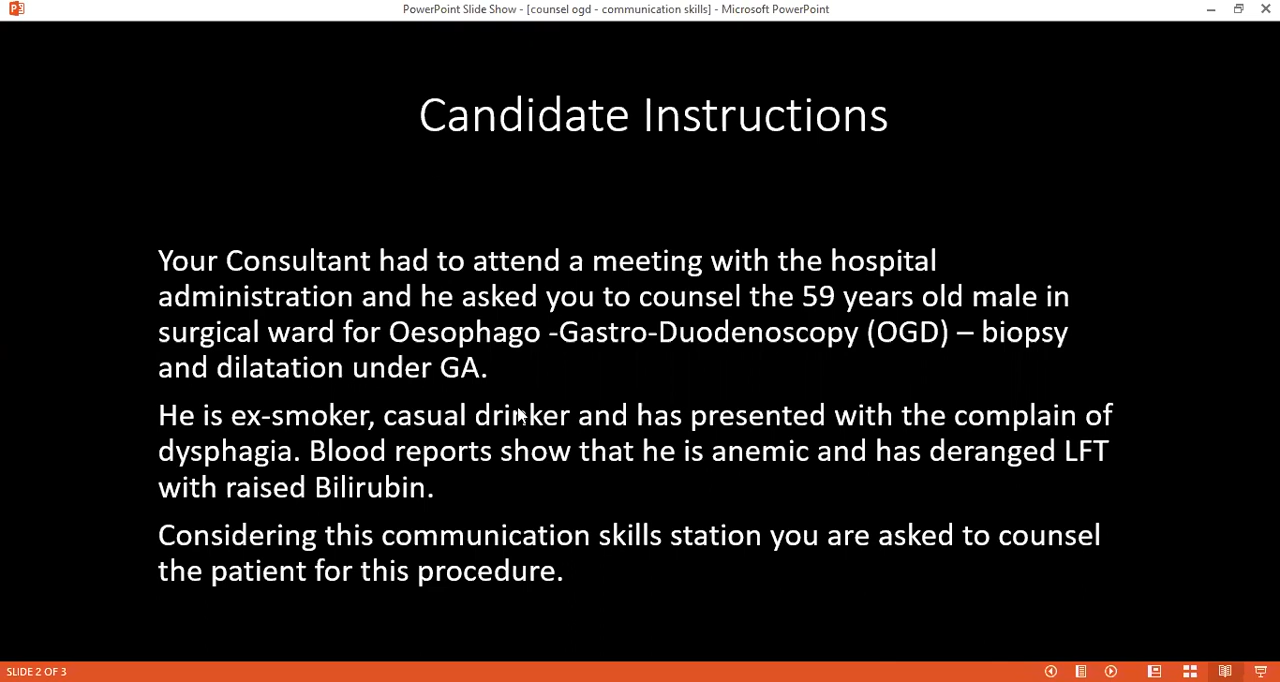 PowerPoint Slide Show - [counsel ogd - communication skills] - Microsoft PowerPoint
Candidate Instructions
Your Consultant had to attend a meeting with the hospital
administration and he asked you to counsel the 59 years old male in
surgical ward for Oesophago -Gastro-Duodenoscopy (OGD) – biopsy
and dilatation under GA.
He is ex-smoker, casual drinker and has presented with the complain of
dysphagia. Blood reports show that he is anemic and has deranged LFT
with raised Bilirubin.
Considering this communication skills station you are asked to counsel
the patient for this procedure.
SLIDE 2 OF 3